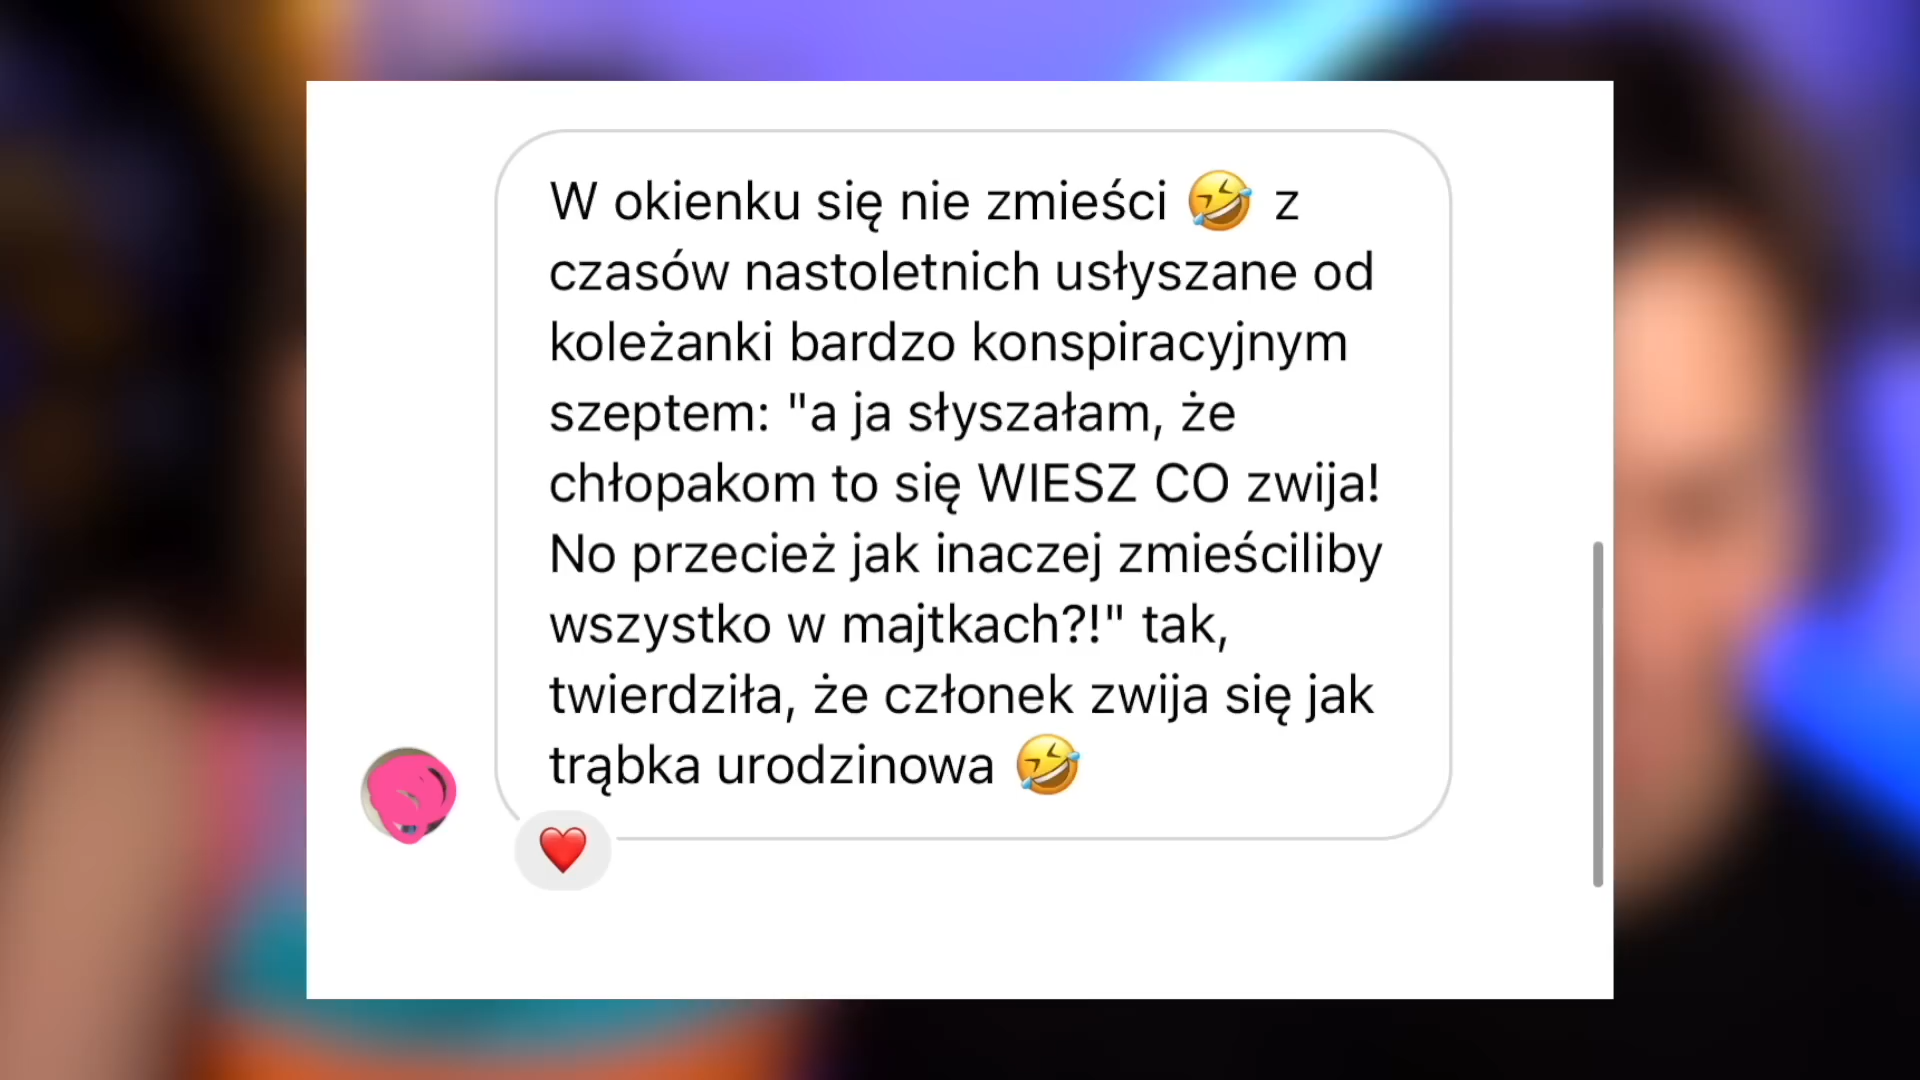 W okienku się nie zmieści 🤣 z
czasów nastoletnich usłyszane od
koleżanki bardzo konspiracyjnym
szeptem: "a ja słyszałam, że
chłopakom to się WIESZ CO zwija!
No przecież jak inaczej zmieściliby
wszystko w majtkach?!" tak,
twierdziła, że członek zwija się jak
trąbka urodzinowa 🤣